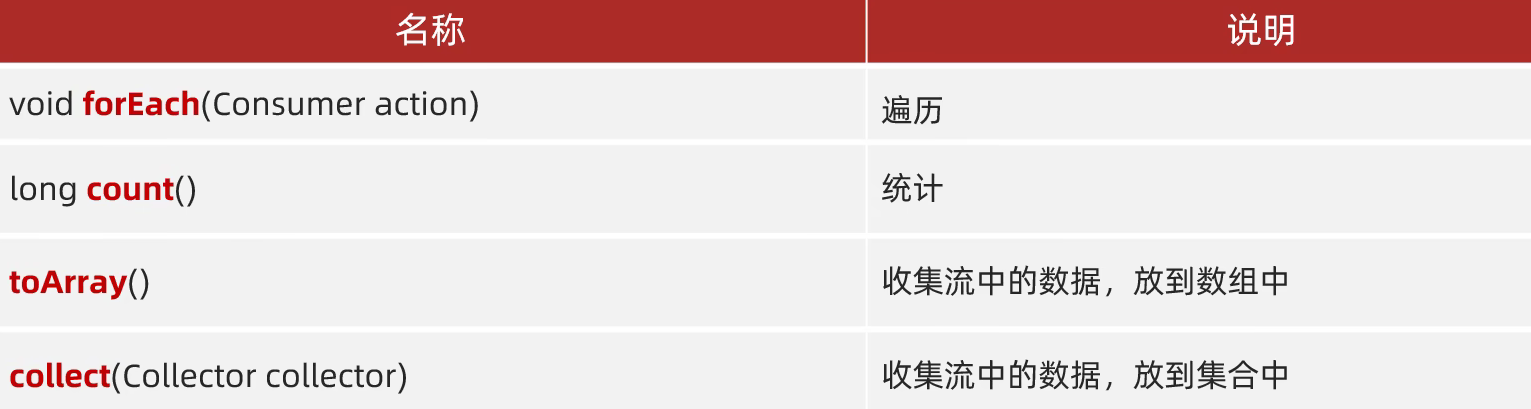 名称 说明
void forEach(Consumer action) 遍历
long count() 统计
toArray() 收集流中的数据，放到数组中
collect(Collector collector) 收集流中的数据，放到集合中